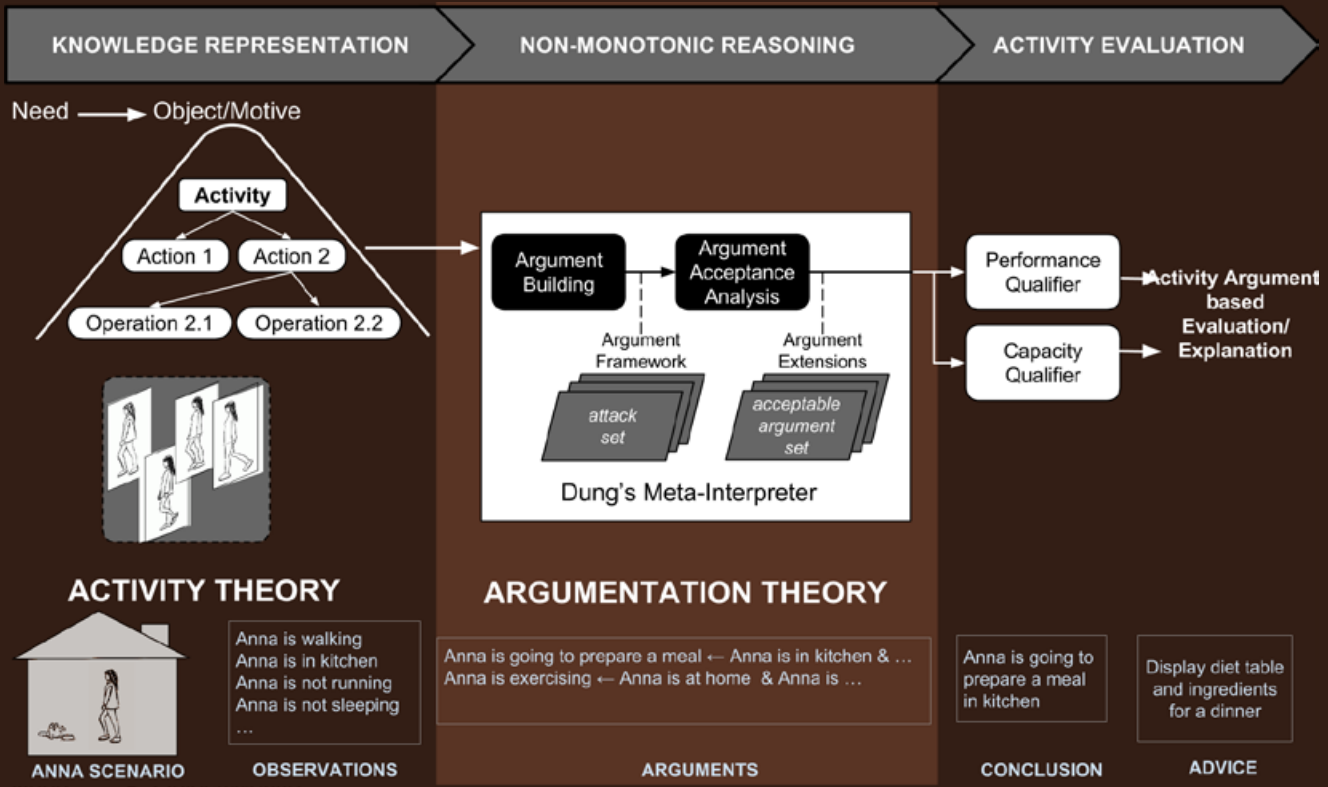 KNOWLEDGE REPRESENTATION
NON-MONOTONIC REASONING
ACTIVITY EVALUATION
Need
Object/Motive
Activity
Action 1
Action 2
Operation 2.1
Operation 2.2
Argument
Building
Argument
Acceptance
Analysis
Argument
Framework
attack
set
Argument
Extensions
acceptable
argument
set
Dung's Meta-Interpreter
Performance
Qualifier
Capacity
Qualifier
Activity Argument
based
Evaluation/
Explanation
ACTIVITY THEORY
ARGUMENTATION THEORY
Anna is walking
Anna is in kitchen
Anna is not running
Anna is not sleeping
...
Anna is going to prepare a meal ← Anna is in kitchen & ...
Anna is exercising ← Anna is at home & Anna is ...
Anna is going to
prepare a meal
in kitchen
Display diet table
and ingredients
for a dinner
ANNA SCENARIO
OBSERVATIONS
ARGUMENTS
CONCLUSION
ADVICE